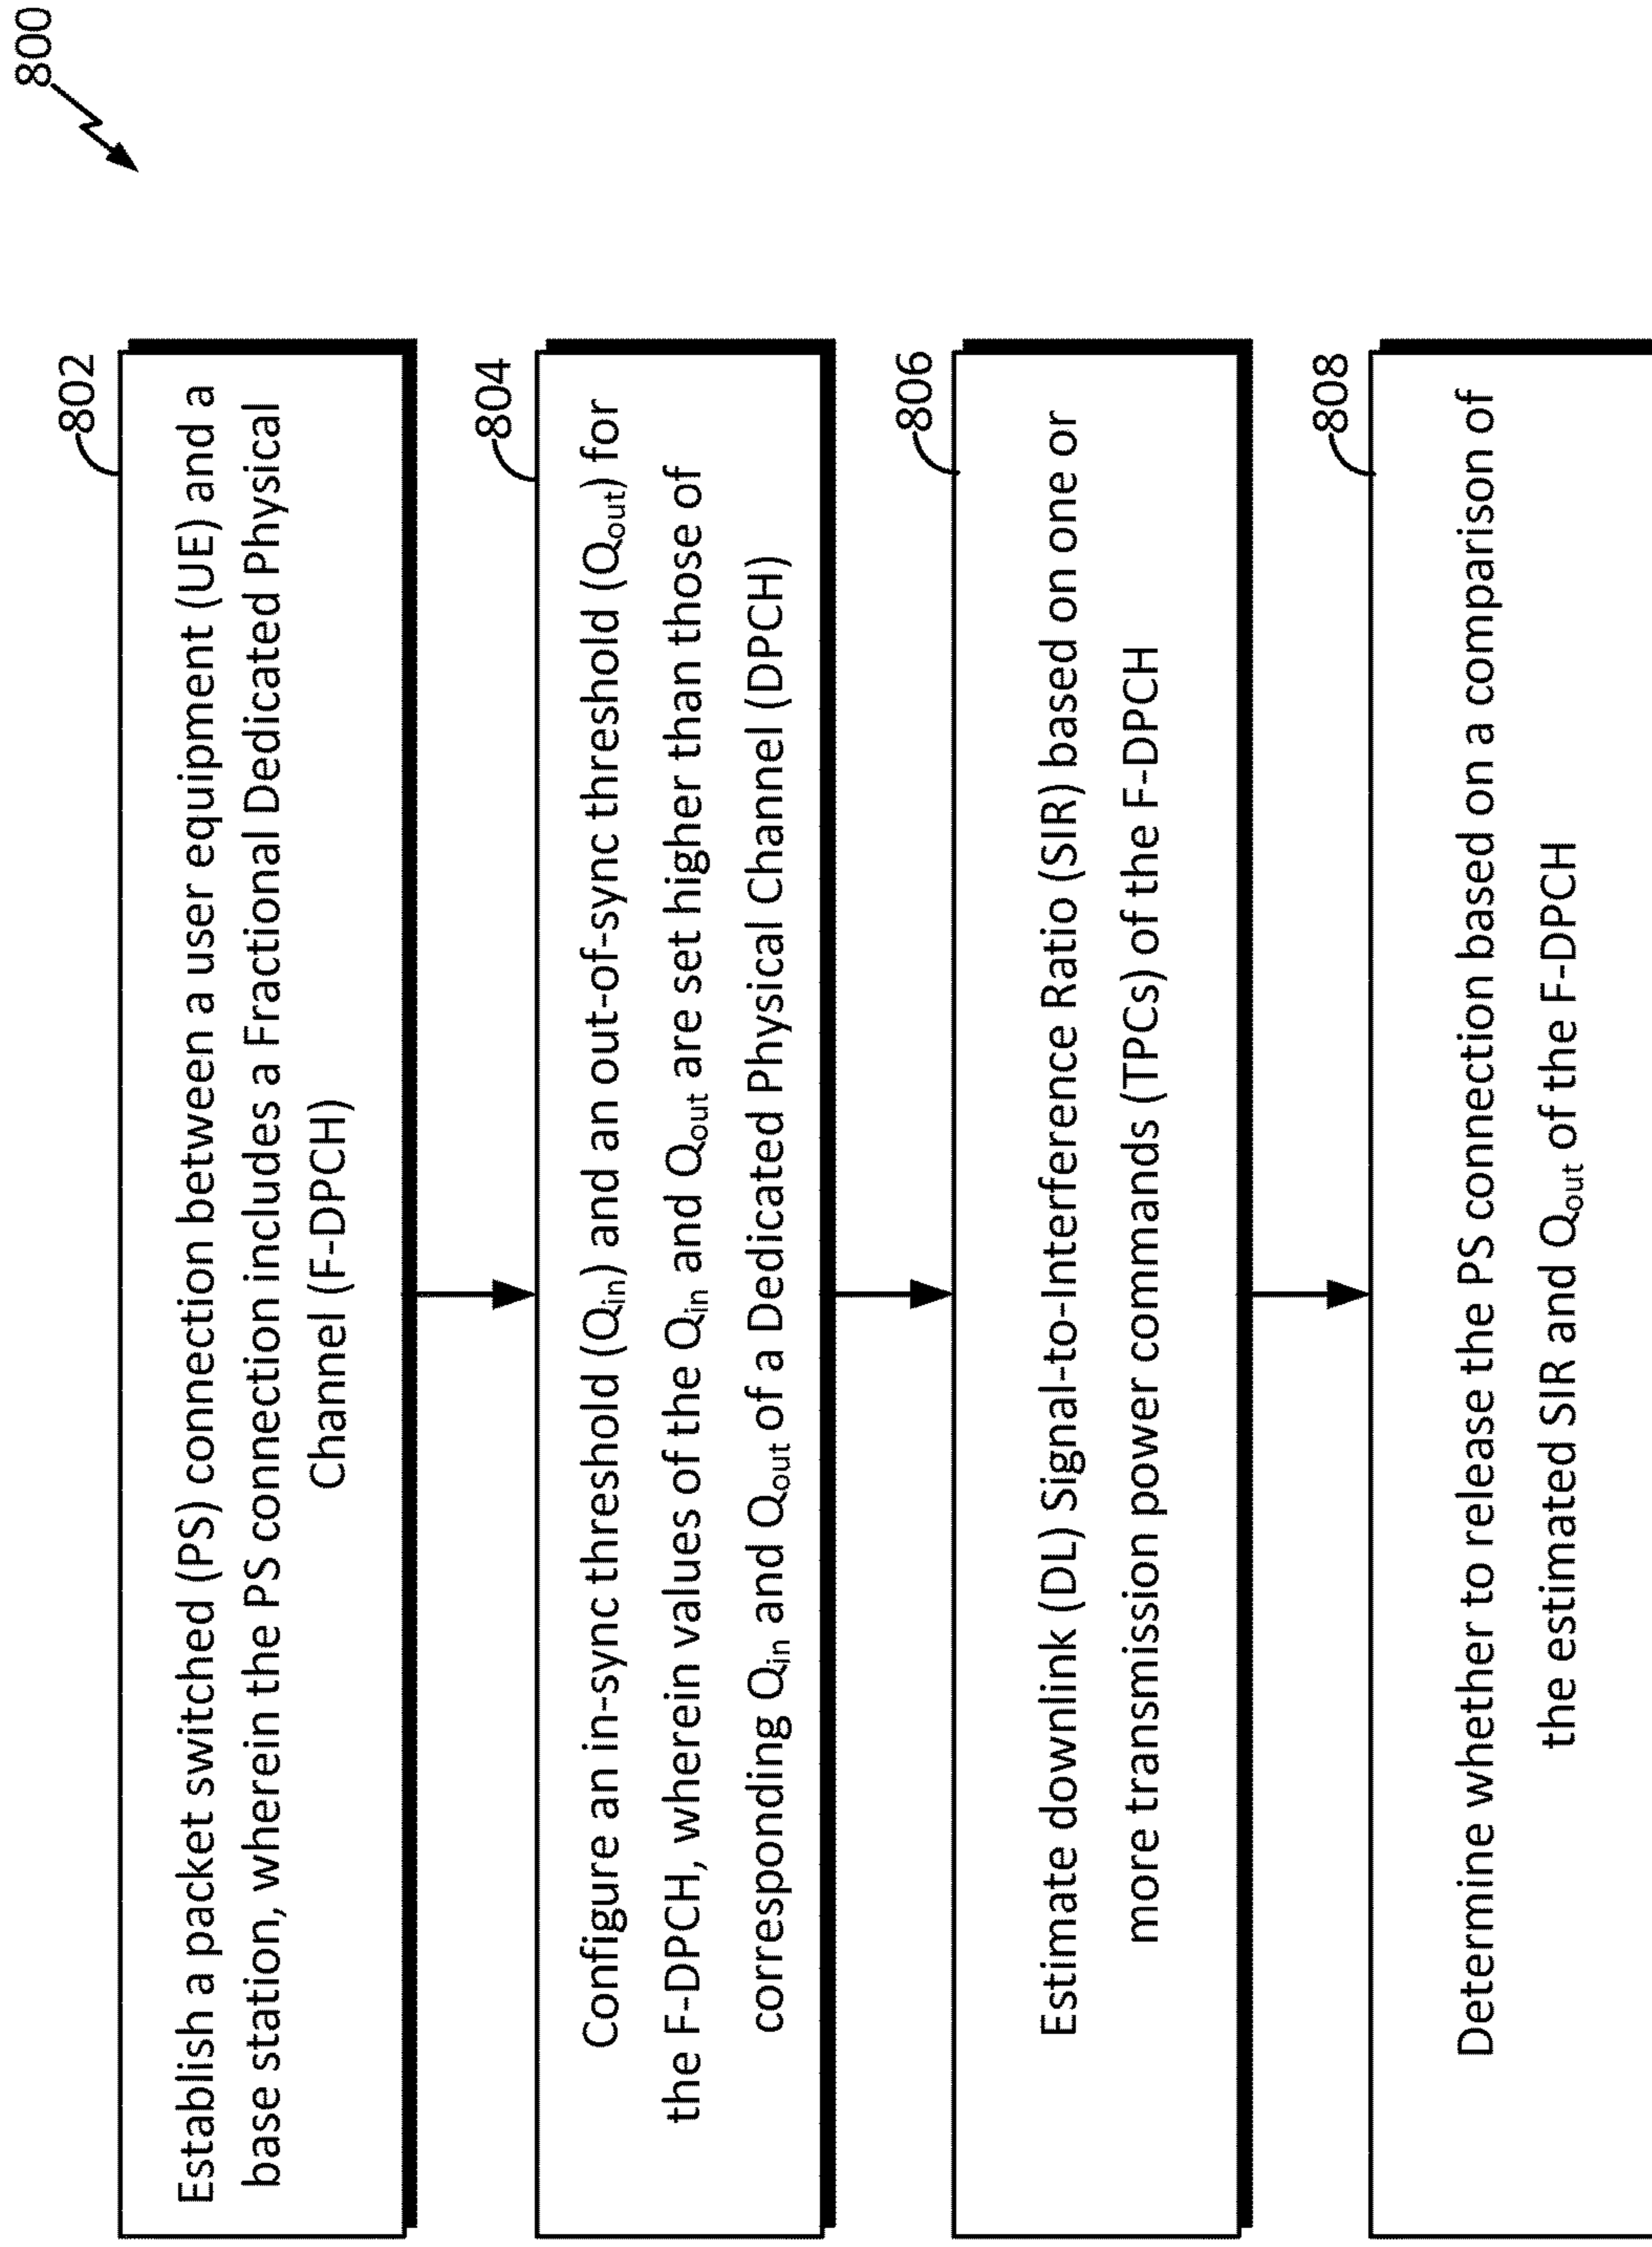 800
802
Establish a packet switched (PS) connection between a user equipment (UE) and a
base station, wherein the PS connection includes a Fractional Dedicated Physical
Channel (F-DPCH)
804
Configure an in-sync threshold (Qin) and an out-of-sync threshold (Qout) for
the F-DPCH, wherein values of the Qin and Qout are set higher than those of
corresponding Qin and Qout of a Dedicated Physical Channel (DPCH)
806
Estimate downlink (DL) Signal-to-Interference Ratio (SIR) based on one or
more transmission power commands (TPCs) of the F-DPCH
808
Determine whether to release the PS connection based on a comparison of
the estimated SIR and Qout of the F-DPCH